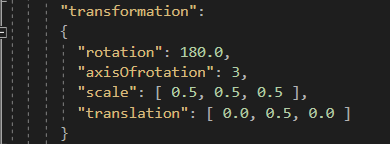 "transformation":
{
"rotation": 180.0,
"axisOfrotation": 3,
"scale": [ 0.5, 0.5, 0.5 ],
"translation": [ 0.0, 0.5, 0.0 ]
}